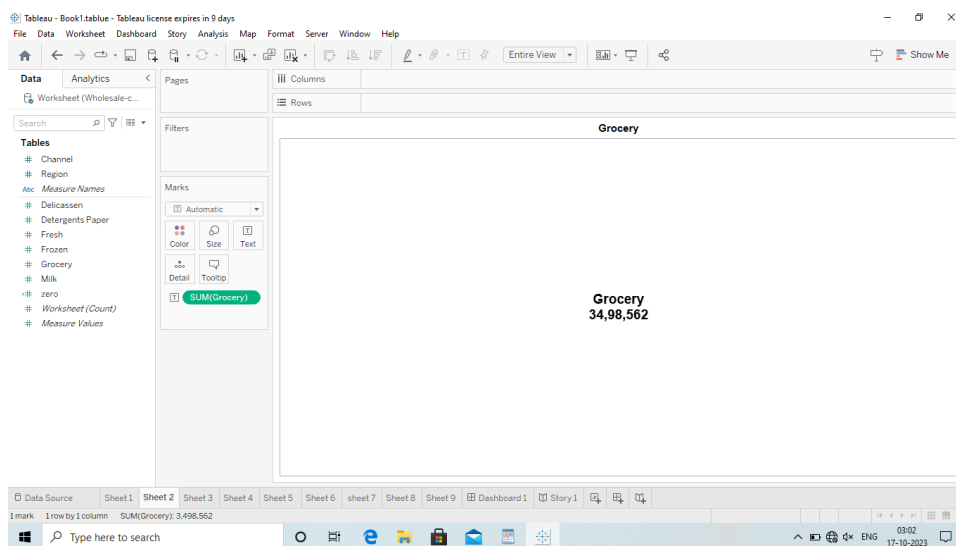 Tableau - Book1.tablue - Tableau license expires in 9 days
File Data Worksheet Dashboard Story Analysis Map Format Server Window Help
Entire View
Show Me
Data Analytics
Worksheet (Wholesale-c...
Search
Tables
# Channel
# Region
Abc Measure Names
# Delicassen
# Detergents Paper
# Fresh
# Frozen
# Grocery
# Milk
# zero
# Worksheet (Count)
# Measure Values
Pages
Filters
Marks
T Automatic
Color Size Text
Detail Tooltip
SUM(Grocery)
Columns
Rows
Grocery
Grocery
34,98,562
Data Source Sheet 1 Sheet 2 Sheet 3 Sheet 4 Sheet 5 Sheet 6 sheet 7 Sheet 8 Sheet 9 Dashboard 1 Story 1
1 mark 1 row by 1 column SUM(Grocery): 3,498,562
Type here to search
ENG
03:02
17-10-2023